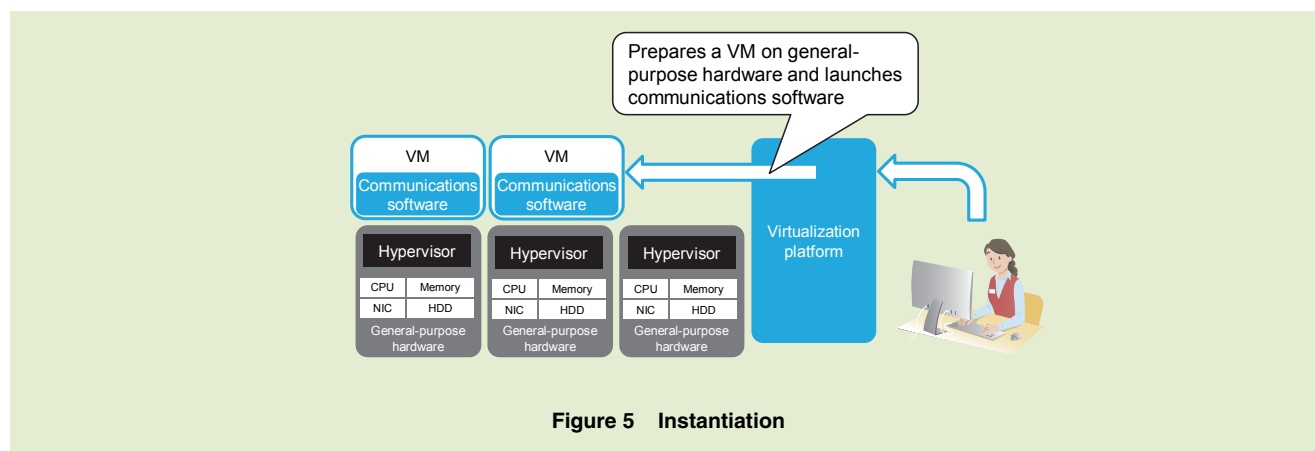 Prepares a VM on general-
purpose hardware and launches
communications software
VM
Communications
software
VM
Communications
software
Virtualization
platform
Hypervisor
CPU
Memory
NIC
HDD
General-purpose
hardware
Hypervisor
CPU
Memory
NIC
HDD
General-purpose
hardware
Hypervisor
CPU
Memory
NIC
HDD
General-purpose
hardware
Figure 5 Instantiation